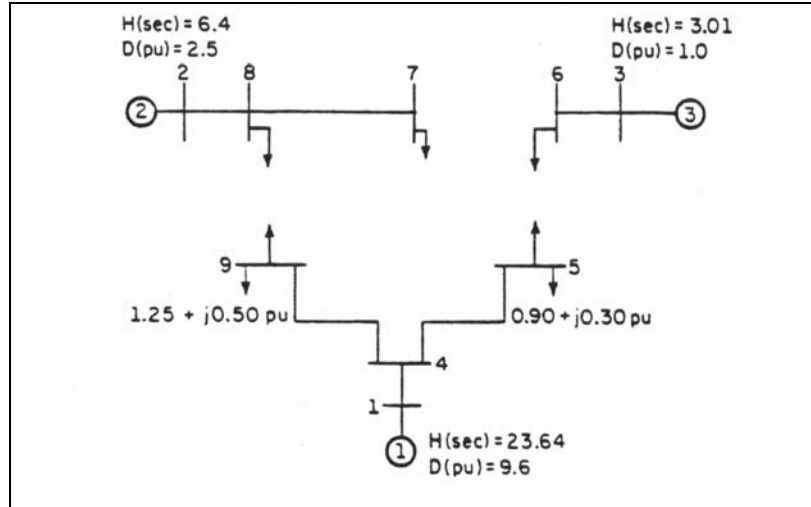 H(sec) = 6.4
D(pu) = 2.5
H(sec) = 3.01
D(pu) = 1.0
2
8
7
6
3
2
3
9
5
1.25 + j0.50 pu
0.90 + j0.30 pu
4
1
1
H(sec) = 23.64
D(pu) = 9.6